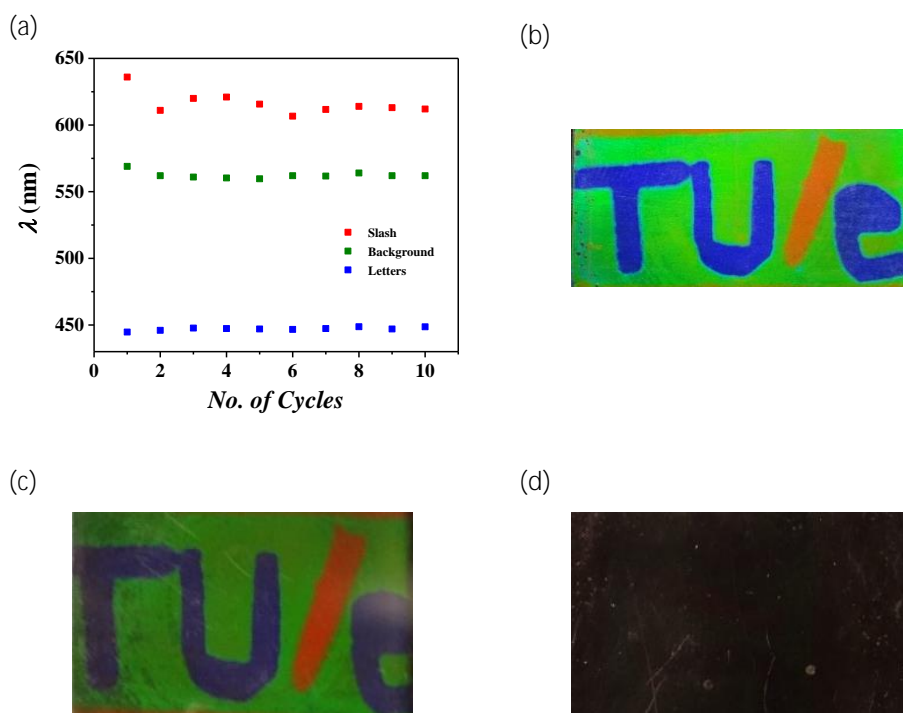 (a)
(b)
650
600
550
500
450
λ (nm)
Slash
Background
Letters
0
2
4
6
8
10
No. of Cycles
TU/e
(c)
(d)
TU/e